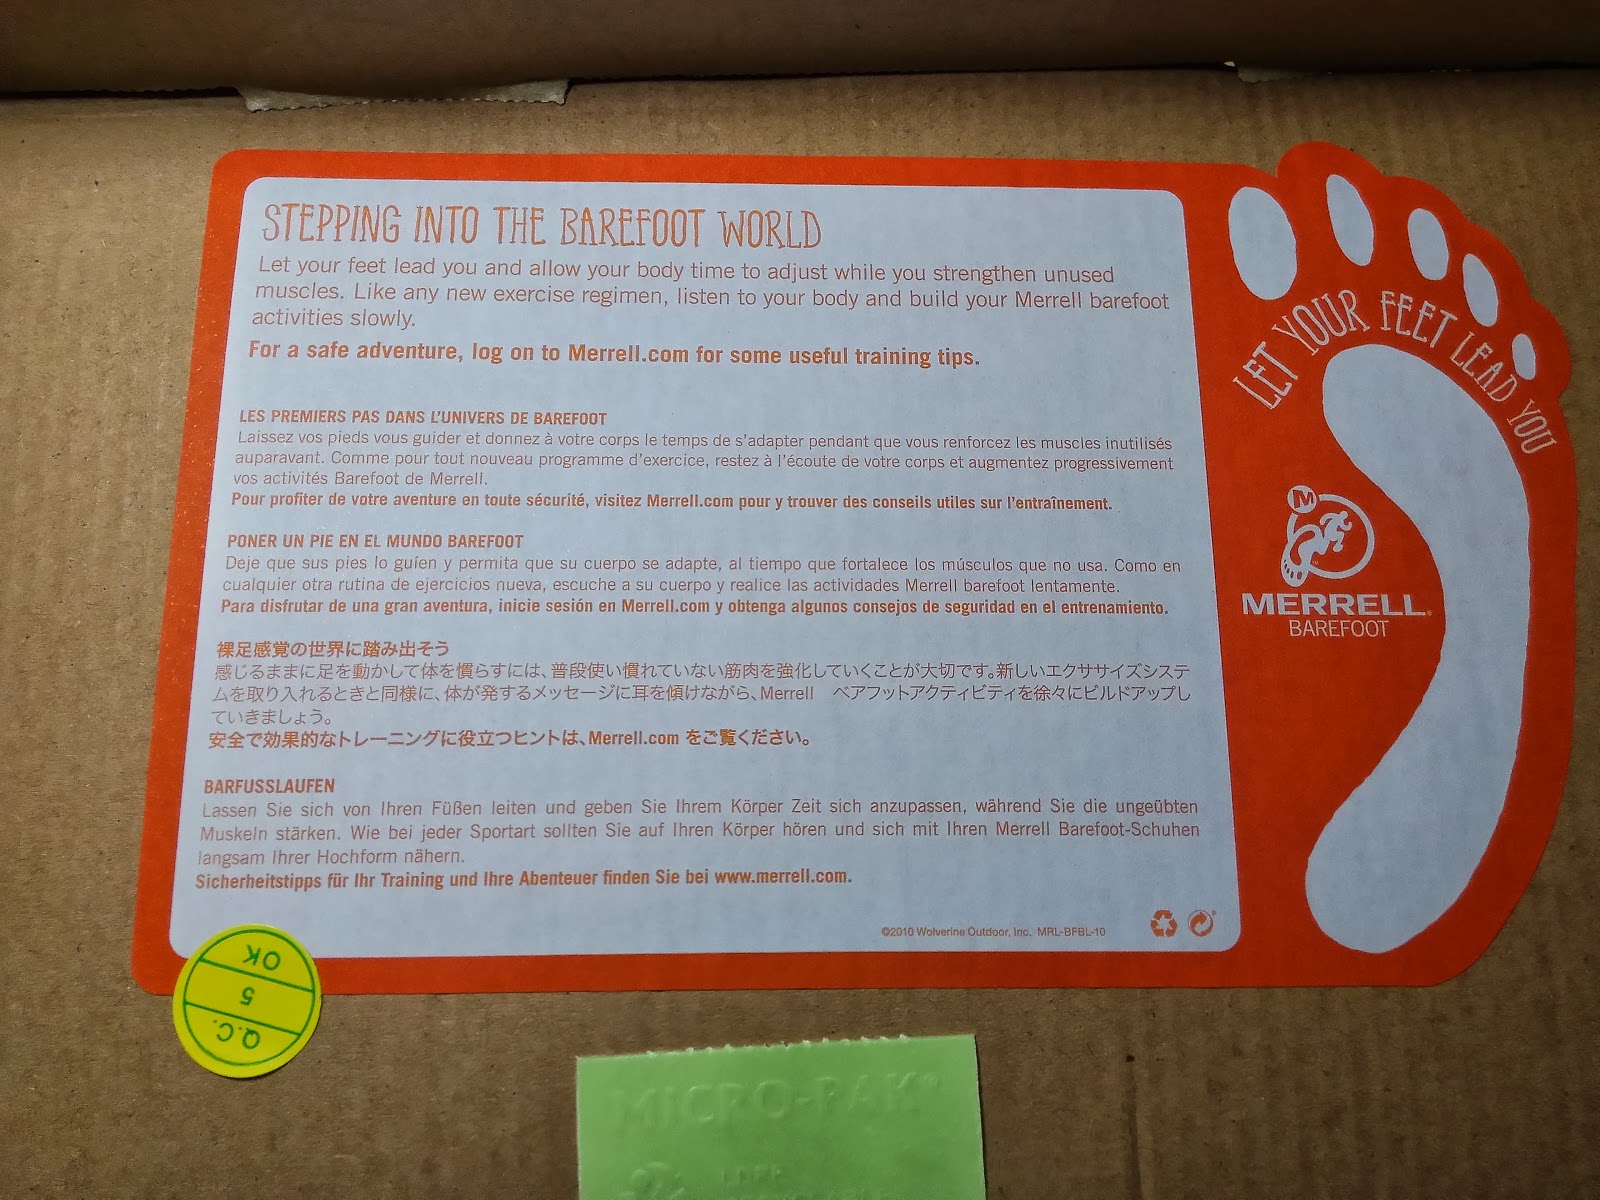 STEPPING INTO THE BAREFOOT WORLD
Let your feet lead you and allow your body time to adjust while you strengthen unused
muscles. Like any new exercise regimen, listen to your body and build your Merrell barefoot
activities slowly.
For a safe adventure, log on to Merrell.com for some useful training tips.
LES PREMIERS PAS DANS L'UNIVERS DE BAREFOOT
Laissez vos pieds vous guider et donnez à votre corps le temps de s'adapter pendant que vous renforcez les muscles inutilisés
auparavant. Comme pour tout nouveau programme d'exercice, restez à l'écoute de votre corps et augmentez progressivement
vos activités Barefoot de Merrell.
Pour profiter de votre aventure en toute sécurité, visitez Merrell.com pour y trouver des conseils utiles sur l'entraînement.
PONER UN PIE EN EL MUNDO BAREFOOT
Deje que sus pies lo guíen y permita que su cuerpo se adapte, al tiempo que fortalece los músculos que no usa. Como en
cualquier otra rutina de ejercicios nueva, escuche a su cuerpo y realice las actividades Merrell barefoot lentamente.
Para disfrutar de una gran aventura, inicie sesión en Merrell.com y obtenga algunos consejos de seguridad en el entrenamiento.
裸足感覚の世界に踏み出そう
感じるままに足を動かして体を慣らすには、普段使い慣れていない筋肉を強化していくことが大切です。新しいエクササイズシステ
ムを取り入れるときと同様に、体が発するメッセージに耳を傾けながら、Merrell ベアフットアクティビティを徐々にビルドアップし
ていきましょう。
安全で効果的なトレーニングに役立つヒントは、Merrell.com をご覧ください。
BARFUSSLAUFEN
Lassen Sie sich von Ihren Füßen leiten und geben Sie Ihrem Körper Zeit sich anzupassen, während Sie die ungeübten
Muskeln stärken. Wie bei jeder Sportart sollten Sie auf Ihren Körper hören und sich mit Ihren Merrell Barefoot-Schuhen
langsam Ihrer Hochform nähern.
Sicherheitstipps für Ihr Training und Ihre Abenteuer finden Sie bei www.merrell.com.
©2010 Wolverine Outdoor, Inc. MRL-BFBL-10
LET YOUR FEET LEAD YOU
M
MERRELL®
BAREFOOT
Q.C.
5
OK
MICRO-PAK®